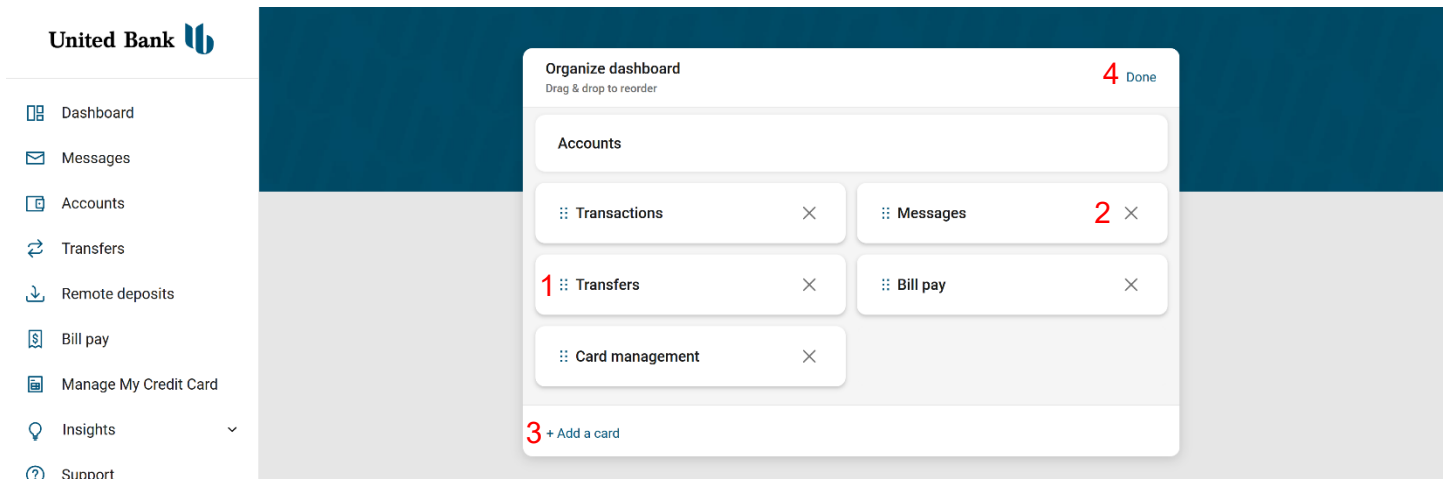 United Bank
Dashboard
Messages
Accounts
Transfers
Remote deposits
Bill pay
Manage My Credit Card
Insights
Support
Organize dashboard
Drag & drop to reorder
4 Done
Accounts
Transactions
Messages 2
1 Transfers
Bill pay
Card management
3 + Add a card